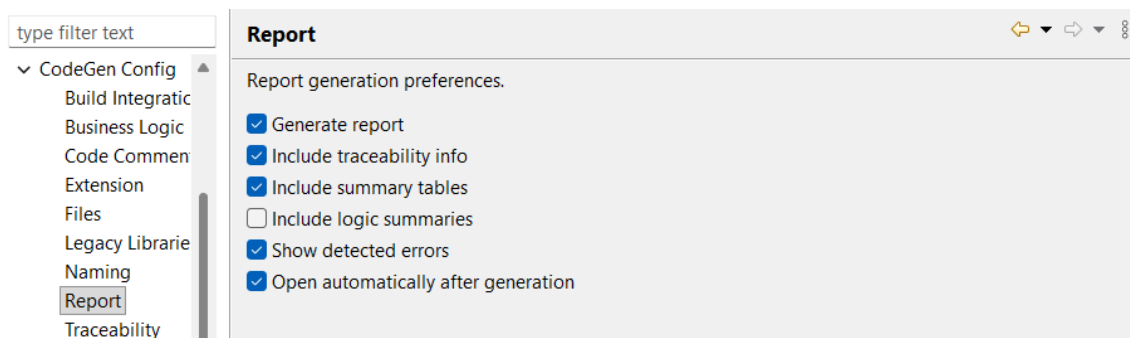 type filter text
CodeGen Config
Build Integratic
Business Logic
Code Commen
Extension
Files
Legacy Librarie
Naming
Report
Traceability
Report
Report generation preferences.
Generate report
Include traceability info
Include summary tables
Include logic summaries
Show detected errors
Open automatically after generation